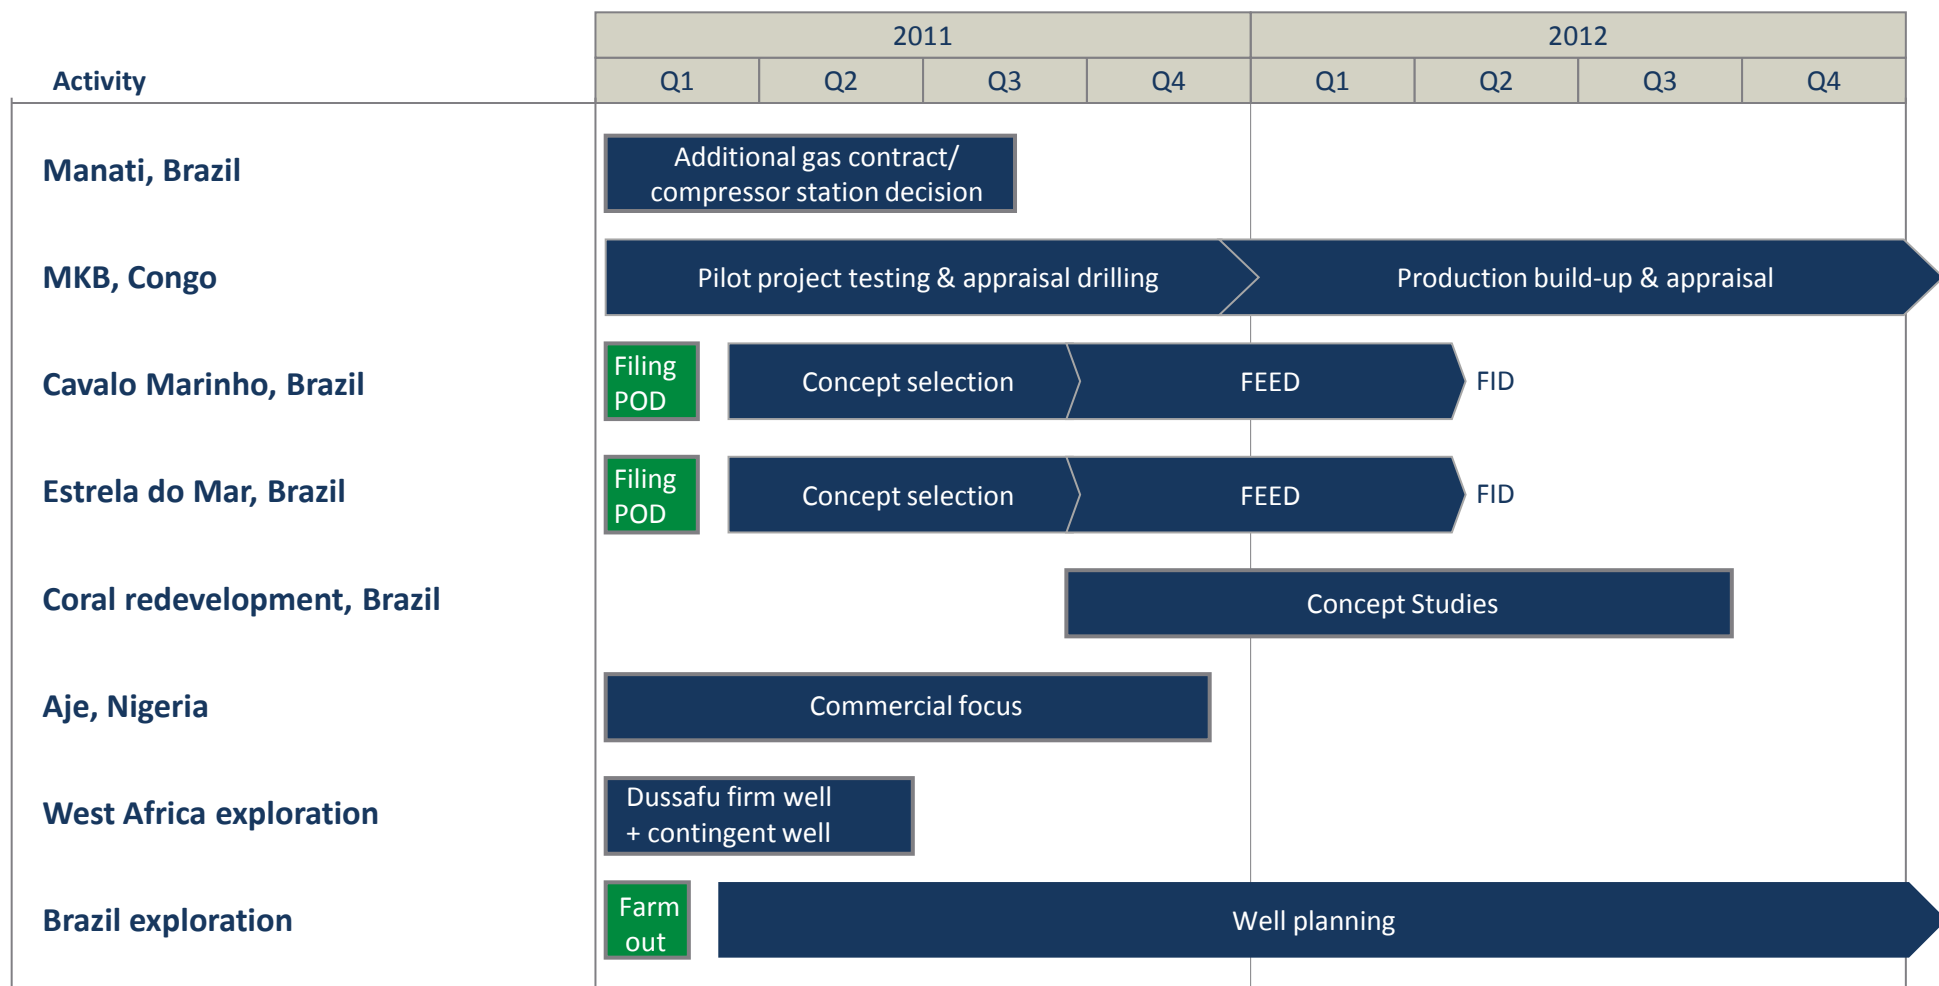 2011
2012
Activity
Q1
Q2
Q3
Q4
Q1
Q2
Q3
Q4
Manati, Brazil
Additional gas contract/
compressor station decision
MKB, Congo
Pilot project testing & appraisal drilling
Production build-up & appraisal
Cavalo Marinho, Brazil
Filing
POD
Concept selection
FEED
FID
Estrela do Mar, Brazil
Filing
POD
Concept selection
FEED
FID
Coral redevelopment, Brazil
Concept Studies
Aje, Nigeria
Commercial focus
West Africa exploration
Dussafu firm well
+ contingent well
Brazil exploration
Farm
out
Well planning